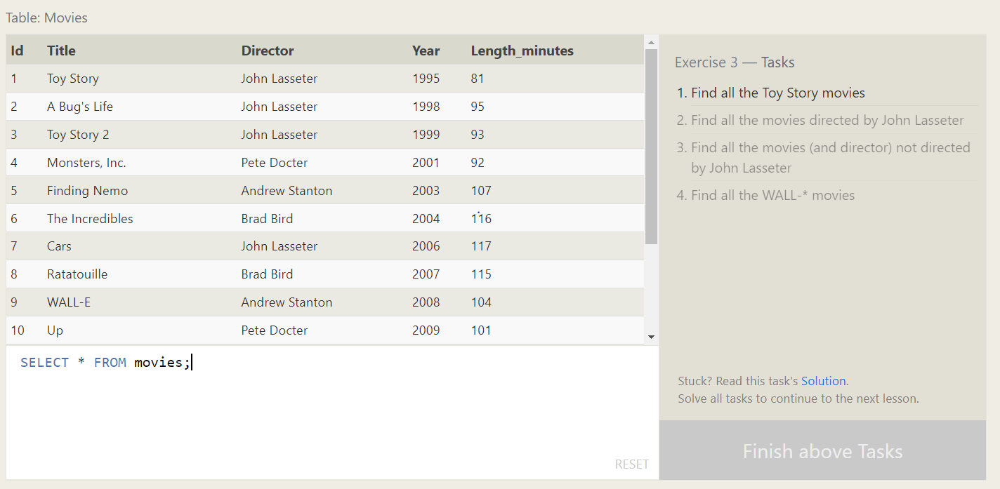 Table: Movies
Id Title Director Year Length_minutes
1 Toy Story John Lasseter 1995 81
2 A Bug's Life John Lasseter 1998 95
3 Toy Story 2 John Lasseter 1999 93
4 Monsters, Inc. Pete Docter 2001 92
5 Finding Nemo Andrew Stanton 2003 107
6 The Incredibles Brad Bird 2004 116
7 Cars John Lasseter 2006 117
8 Ratatouille Brad Bird 2007 115
9 WALL-E Andrew Stanton 2008 104
10 Up Pete Docter 2009 101
SELECT * FROM movies;
RESET
Exercise 3 — Tasks
1. Find all the Toy Story movies
2. Find all the movies directed by John Lasseter
3. Find all the movies (and director) not directed
by John Lasseter
4. Find all the WALL-* movies
Stuck? Read this task's Solution.
Solve all tasks to continue to the next lesson.
Finish above Tasks